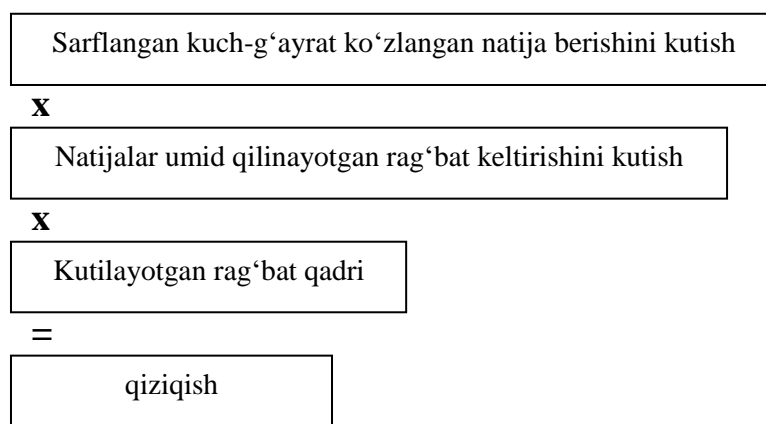 Sarflangan kuch-g‘ayrat ko‘zlangan natija berishini kutish
x
Natijalar umid qilinayotgan rag‘bat keltirishini kutish
x
Kutilayotgan rag‘bat qadri
=
qiziqish